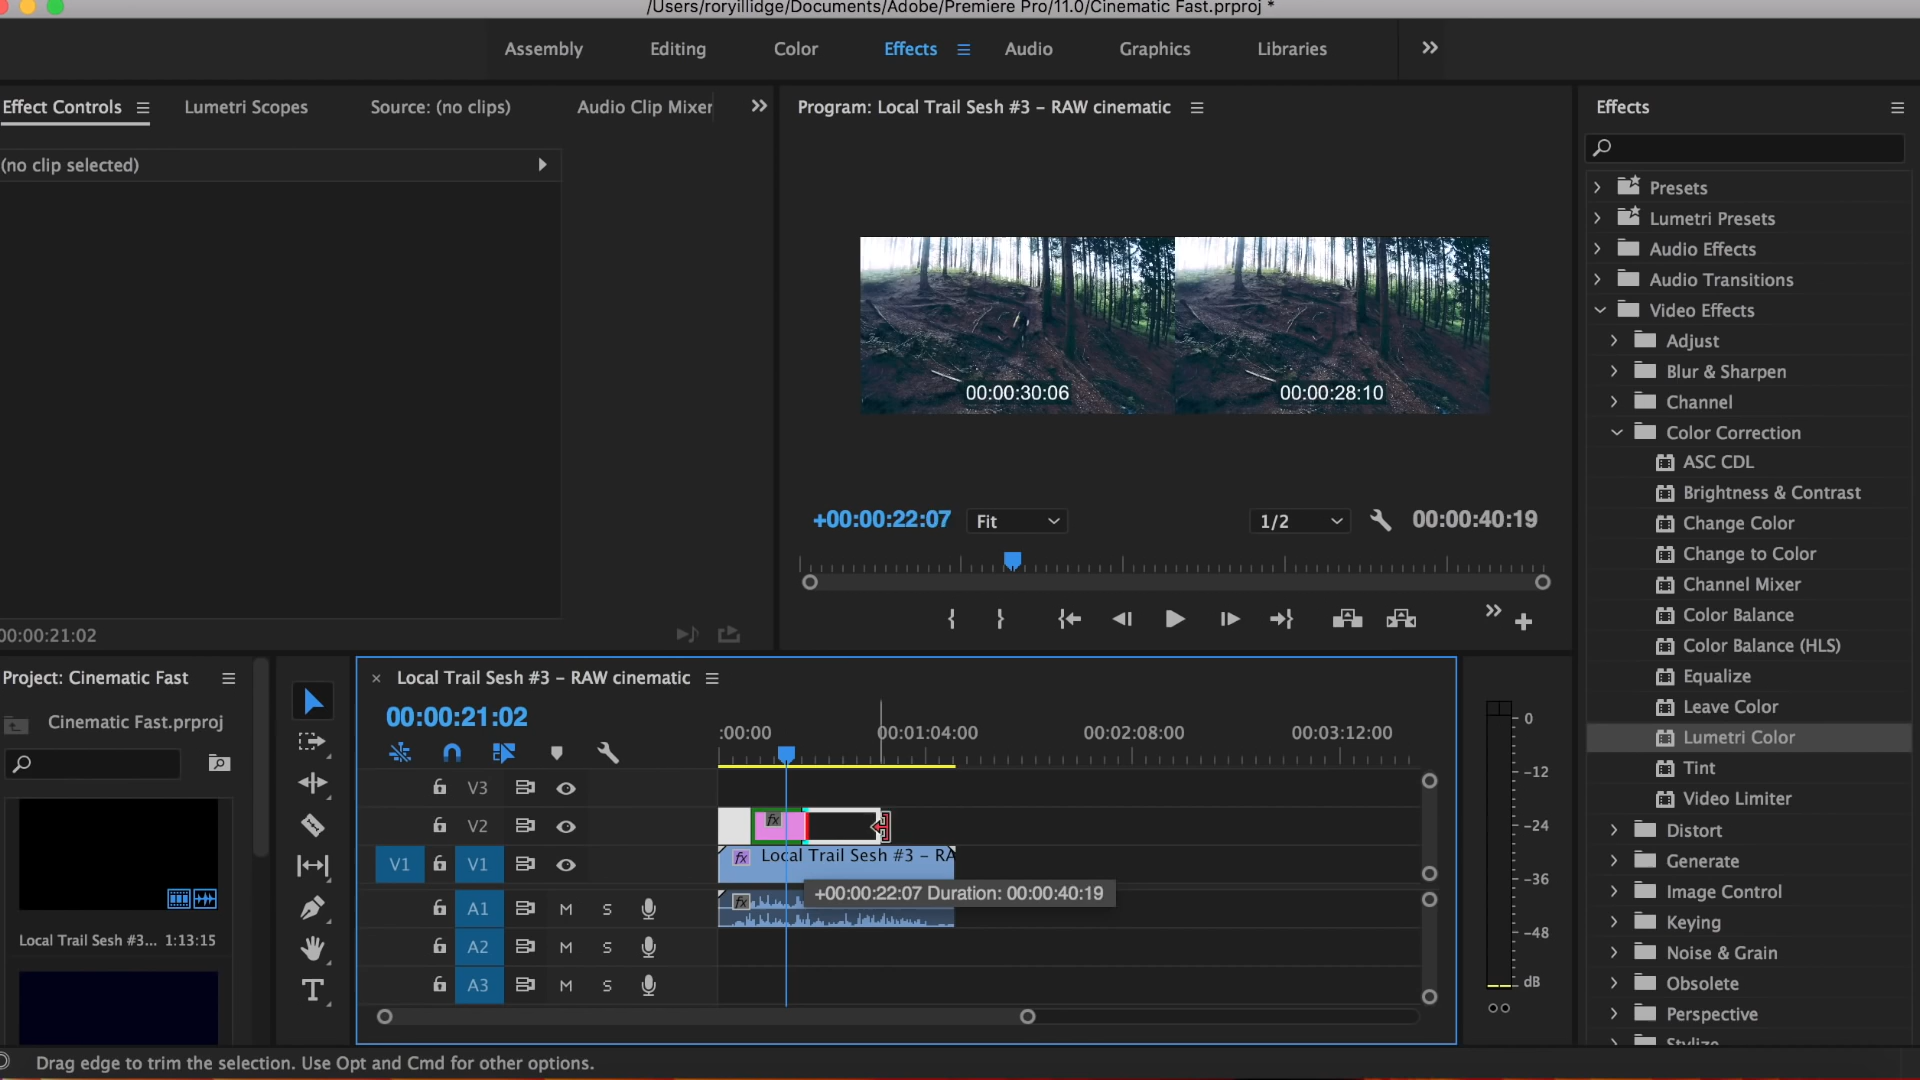 /Users/roryillidge/Documents/Adobe/Premiere Pro/11.0/Cinematic Fast.prproj *
Assembly Editing Color Effects Audio Graphics Libraries
Effect Controls Lumetri Scopes Source: (no clips) Audio Clip Mixer
(no clip selected)
00:00:21:02
Program: Local Trail Sesh #3 – RAW cinematic
00:00:30:06 00:00:28:10
+00:00:22:07 Fit 1/2 00:00:40:19
Effects
Presets
Lumetri Presets
Audio Effects
Audio Transitions
Video Effects
Adjust
Blur & Sharpen
Channel
Color Correction
ASC CDL
Brightness & Contrast
Change Color
Change to Color
Channel Mixer
Color Balance
Color Balance (HLS)
Equalize
Leave Color
Lumetri Color
Tint
Video Limiter
Distort
Generate
Image Control
Keying
Noise & Grain
Obsolete
Perspective
Stylize
Project: Cinematic Fast
Cinematic Fast.prproj
Local Trail Sesh #3... 1:13:15
T
× Local Trail Sesh #3 – RAW cinematic
00:00:21:02
:00:00 00:01:04:00 00:02:08:00 00:03:12:00
V3
V2 fx
V1 V1 fx Local Trail Sesh #3 – RA
+00:00:22:07 Duration: 00:00:40:19
A1 M S fx
A2 M S
A3 M S
0
-12
-24
-36
-48
dB
Drag edge to trim the selection. Use Opt and Cmd for other options.